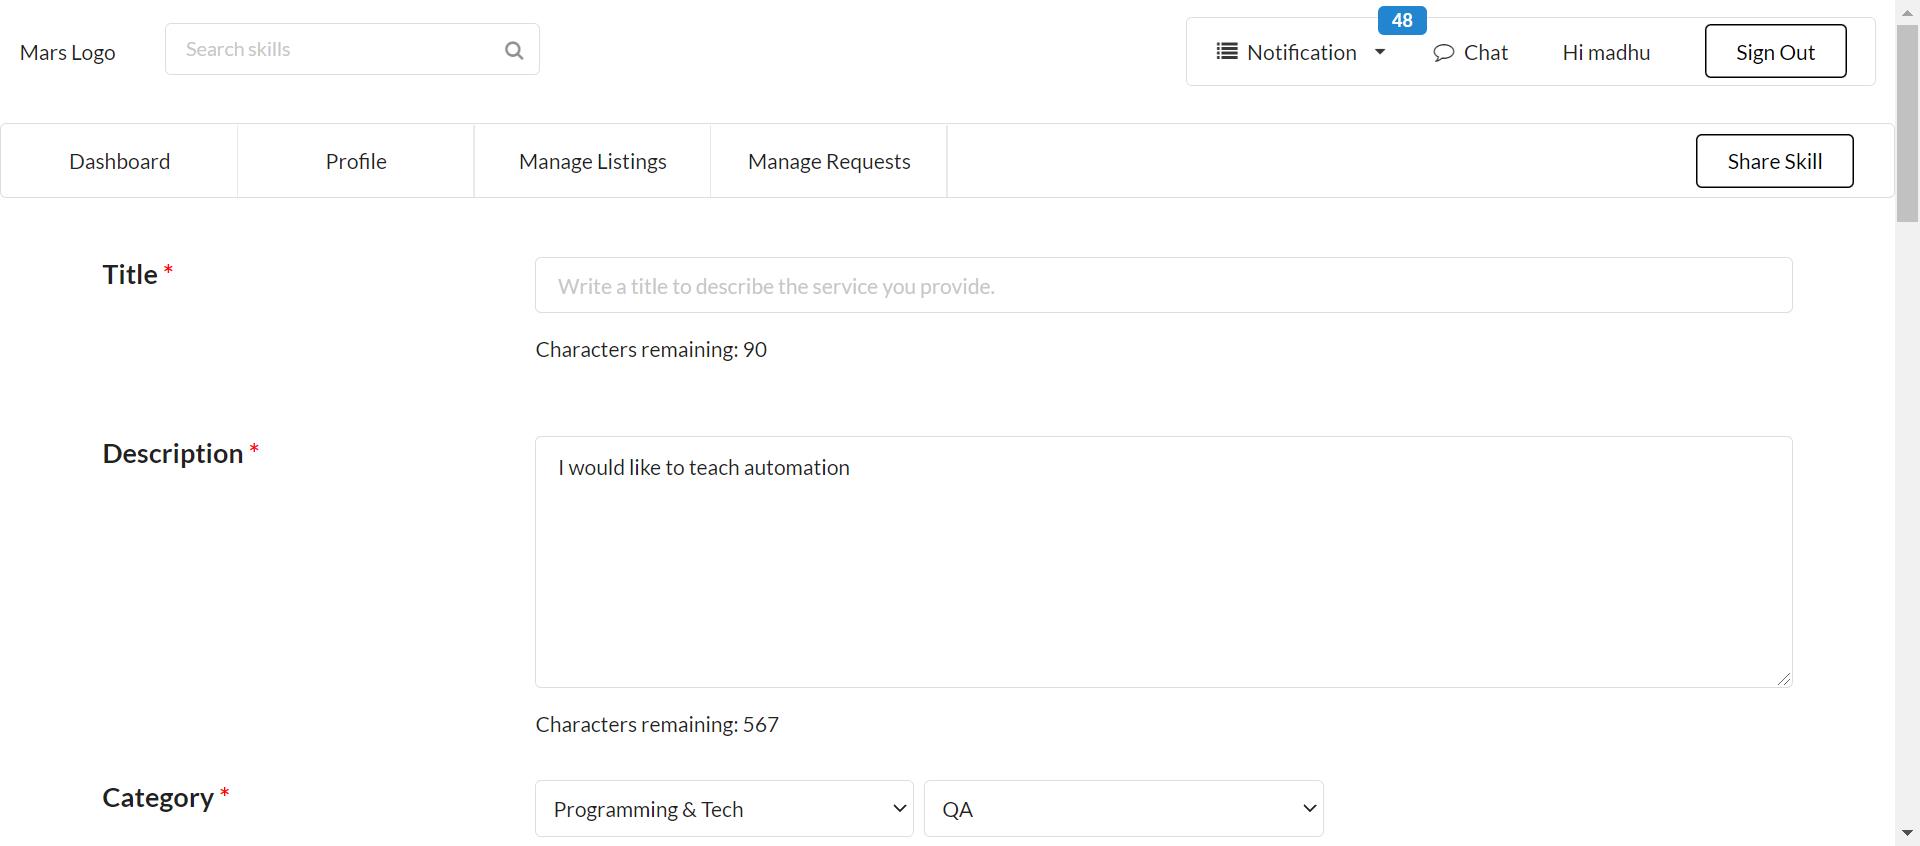 Mars Logo
Search skills
Notification
48
Chat
Hi madhu
Sign Out
Dashboard
Profile
Manage Listings
Manage Requests
Share Skill
Title *
Write a title to describe the service you provide.
Characters remaining: 90
Description *
I would like to teach automation
Characters remaining: 567
Category *
Programming & Tech
QA